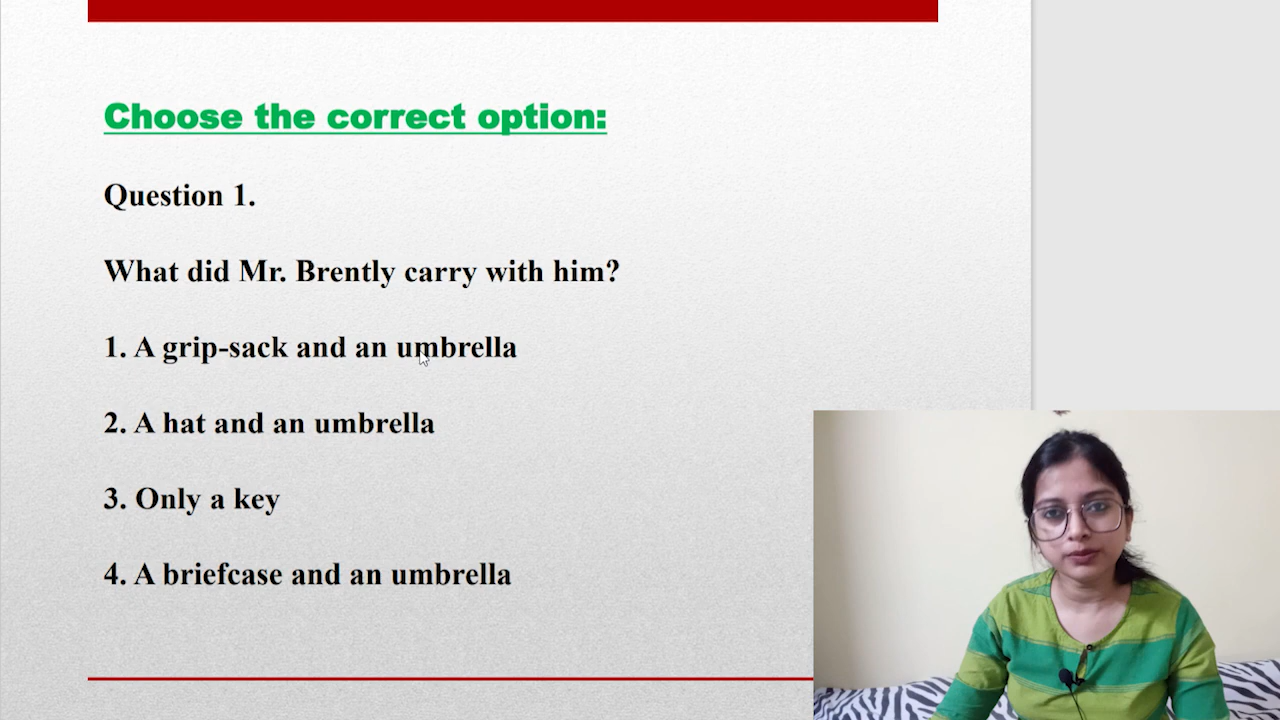 Choose the correct option:
Question 1.
What did Mr. Brently carry with him?
1. A grip-sack and an umbrella
2. A hat and an umbrella
3. Only a key
4. A briefcase and an umbrella